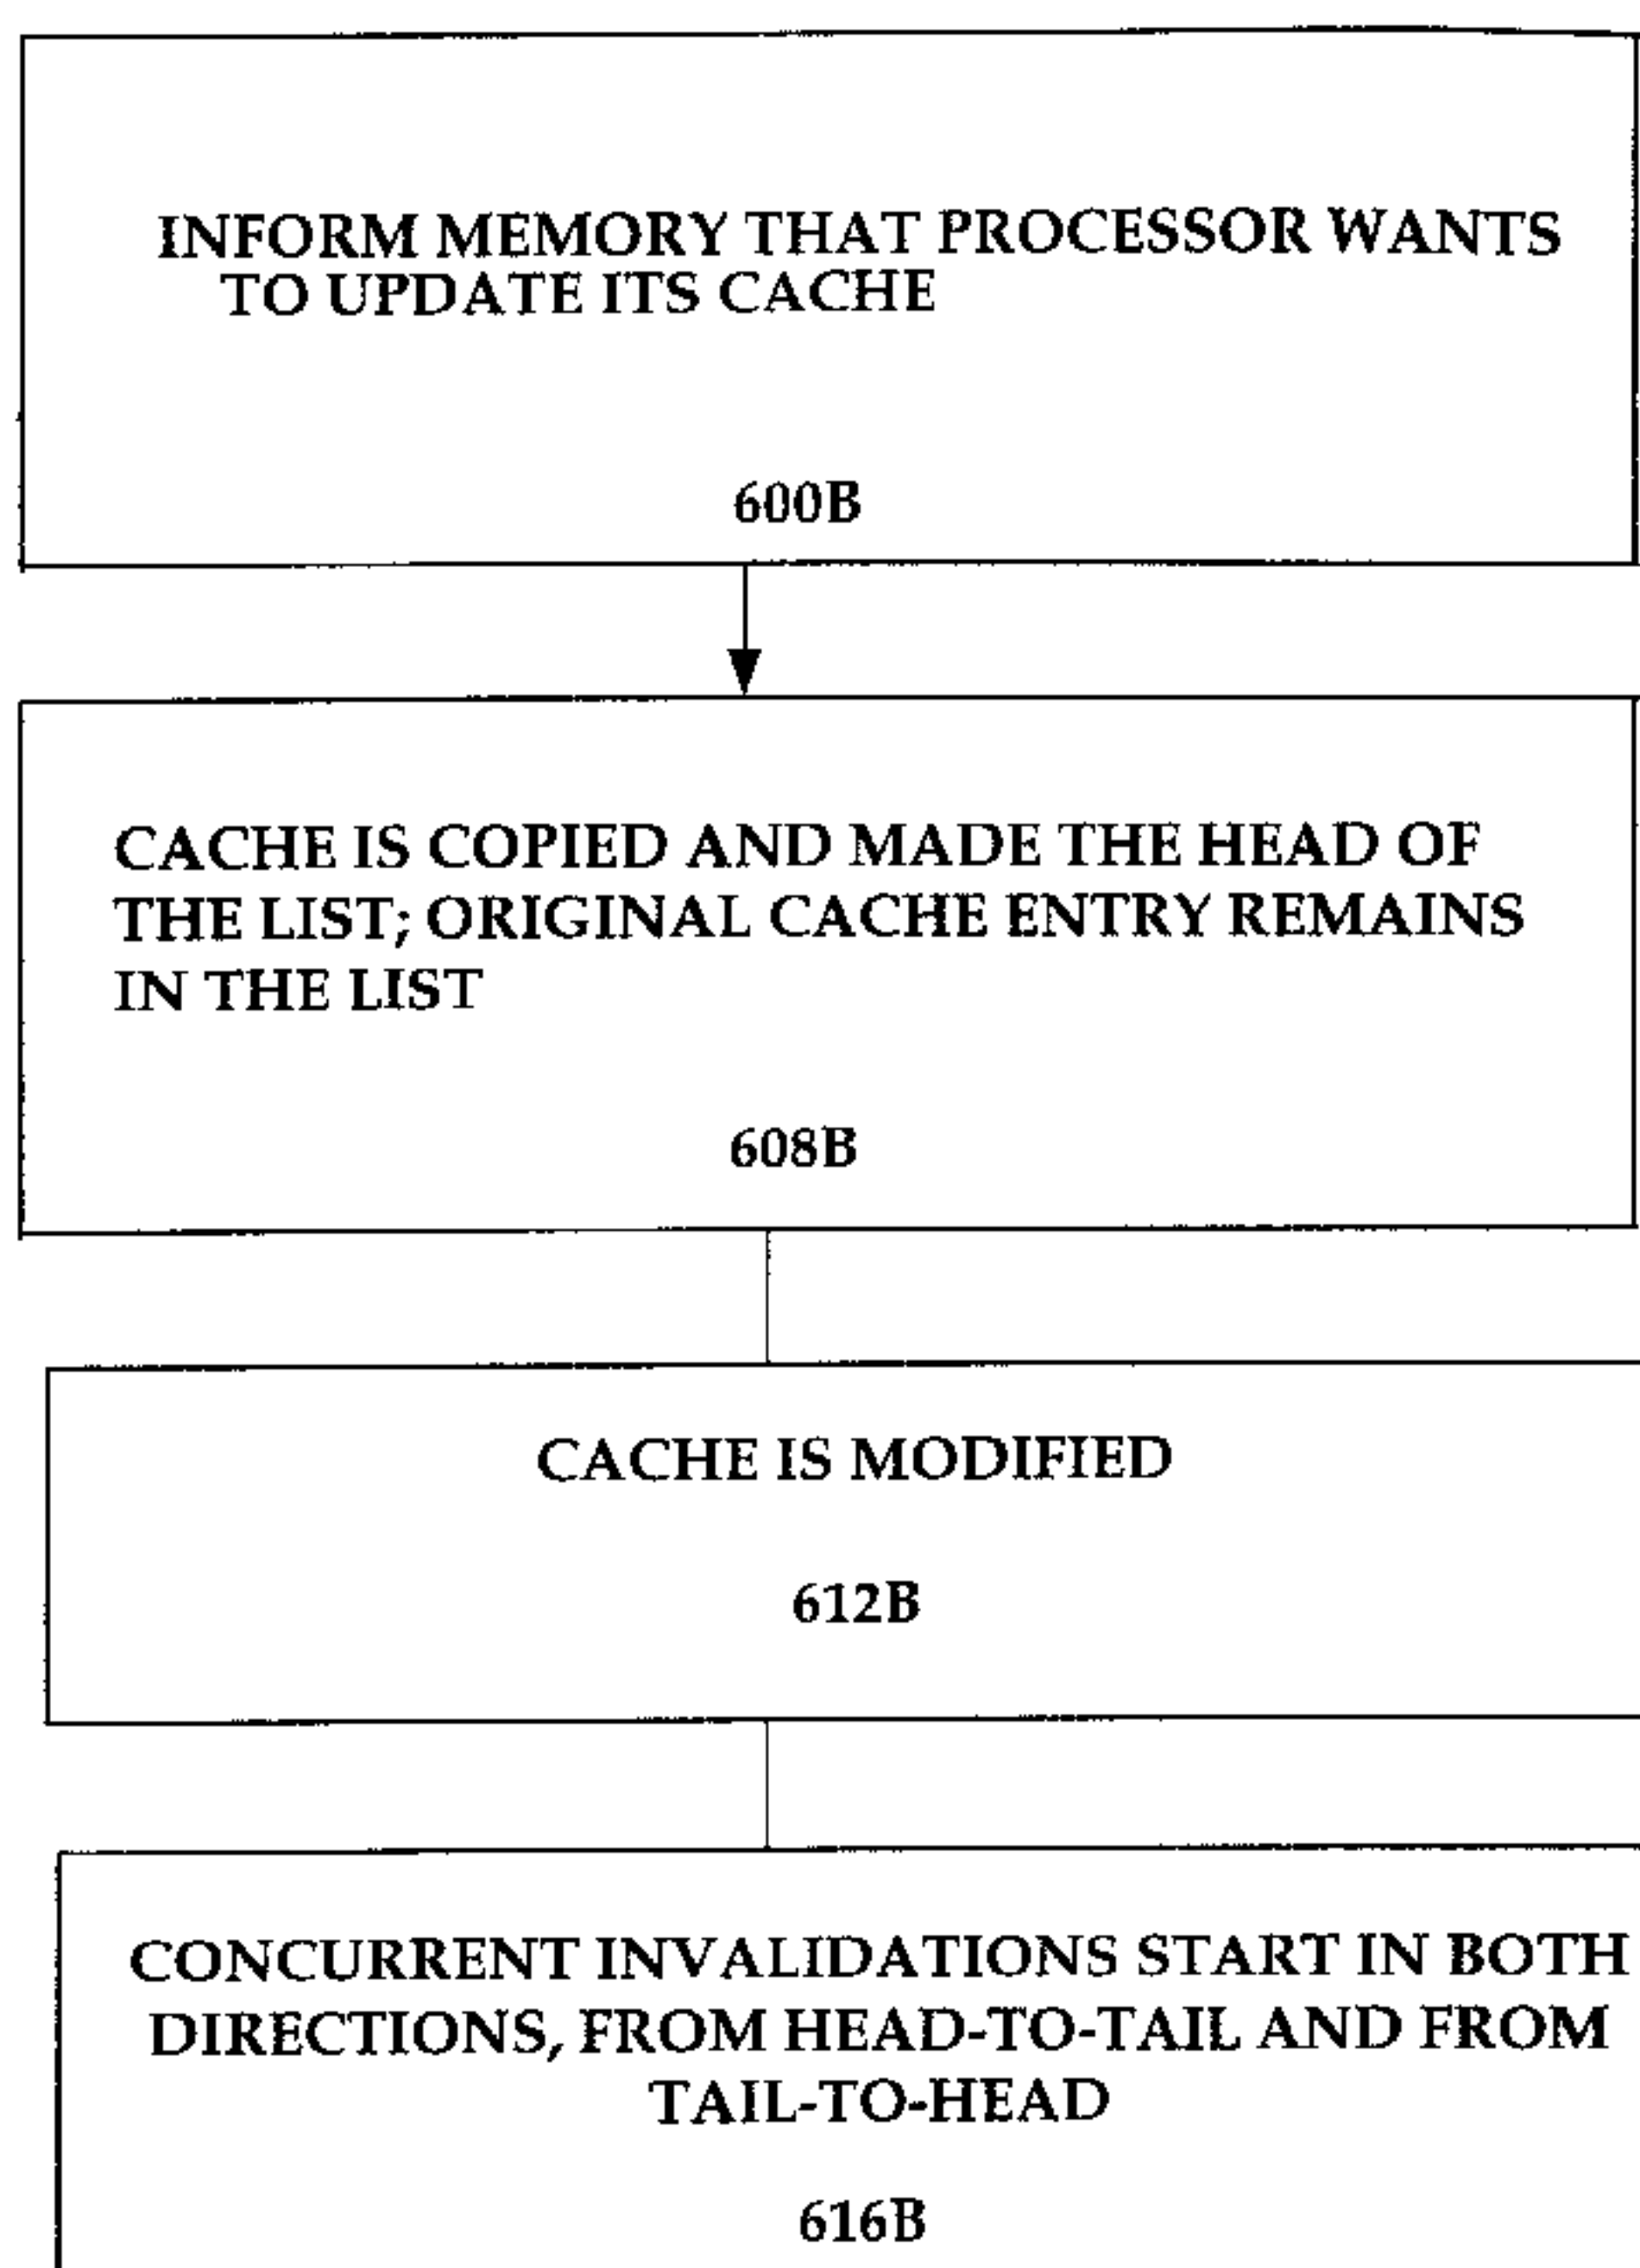 INFORM MEMORY THAT PROCESSOR WANTS
TO UPDATE ITS CACHE
600B
CACHE IS COPIED AND MADE THE HEAD OF
THE LIST; ORIGINAL CACHE ENTRY REMAINS
IN THE LIST
608B
CACHE IS MODIFIED
612B
CONCURRENT INVALIDATIONS START IN BOTH
DIRECTIONS, FROM HEAD-TO-TAIL AND FROM
TAIL-TO-HEAD
616B